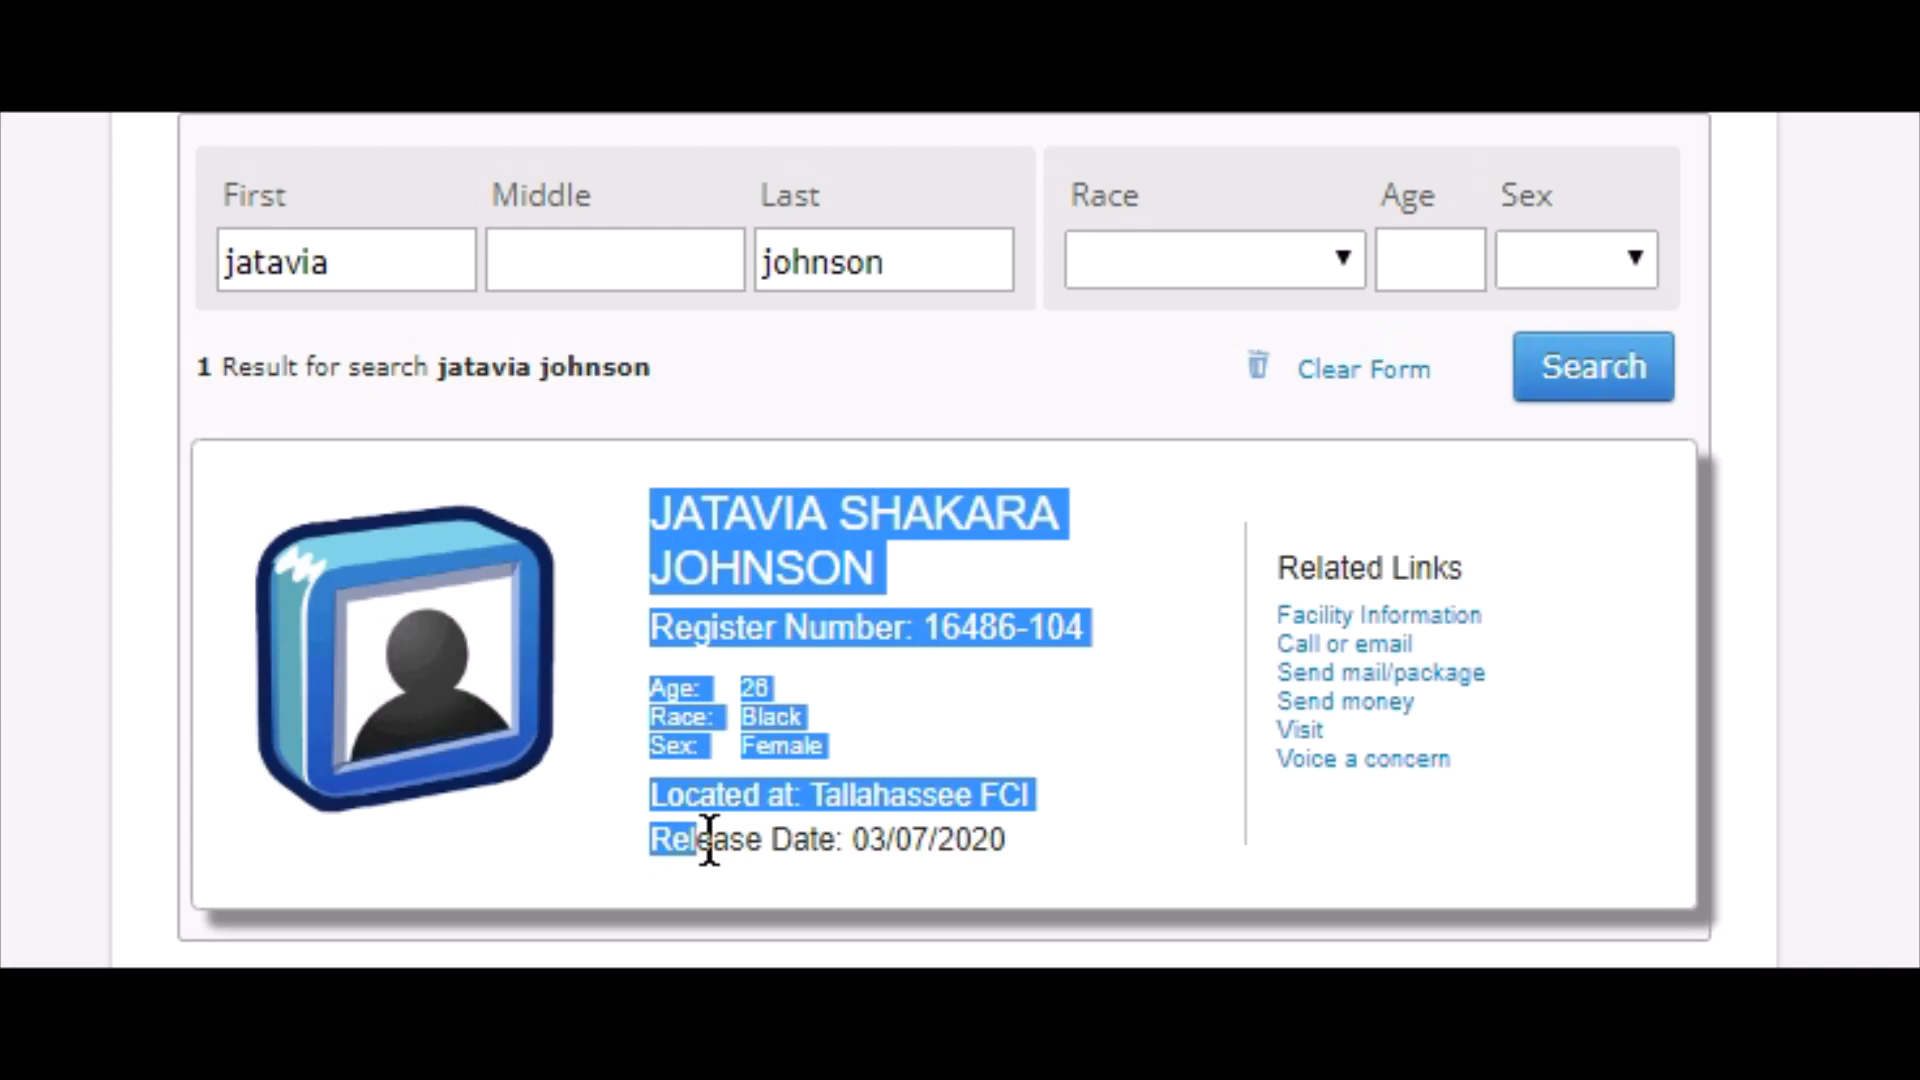 First Middle Last Race Age Sex
jatavia johnson
1 Result for search jatavia johnson Clear Form Search
JATAVIA SHAKARA
JOHNSON
Register Number: 16486-104
Age: 26
Race: Black
Sex: Female
Located at: Tallahassee FCI
Release Date: 03/07/2020
Related Links
Facility Information
Call or email
Send mail/package
Send money
Visit
Voice a concern